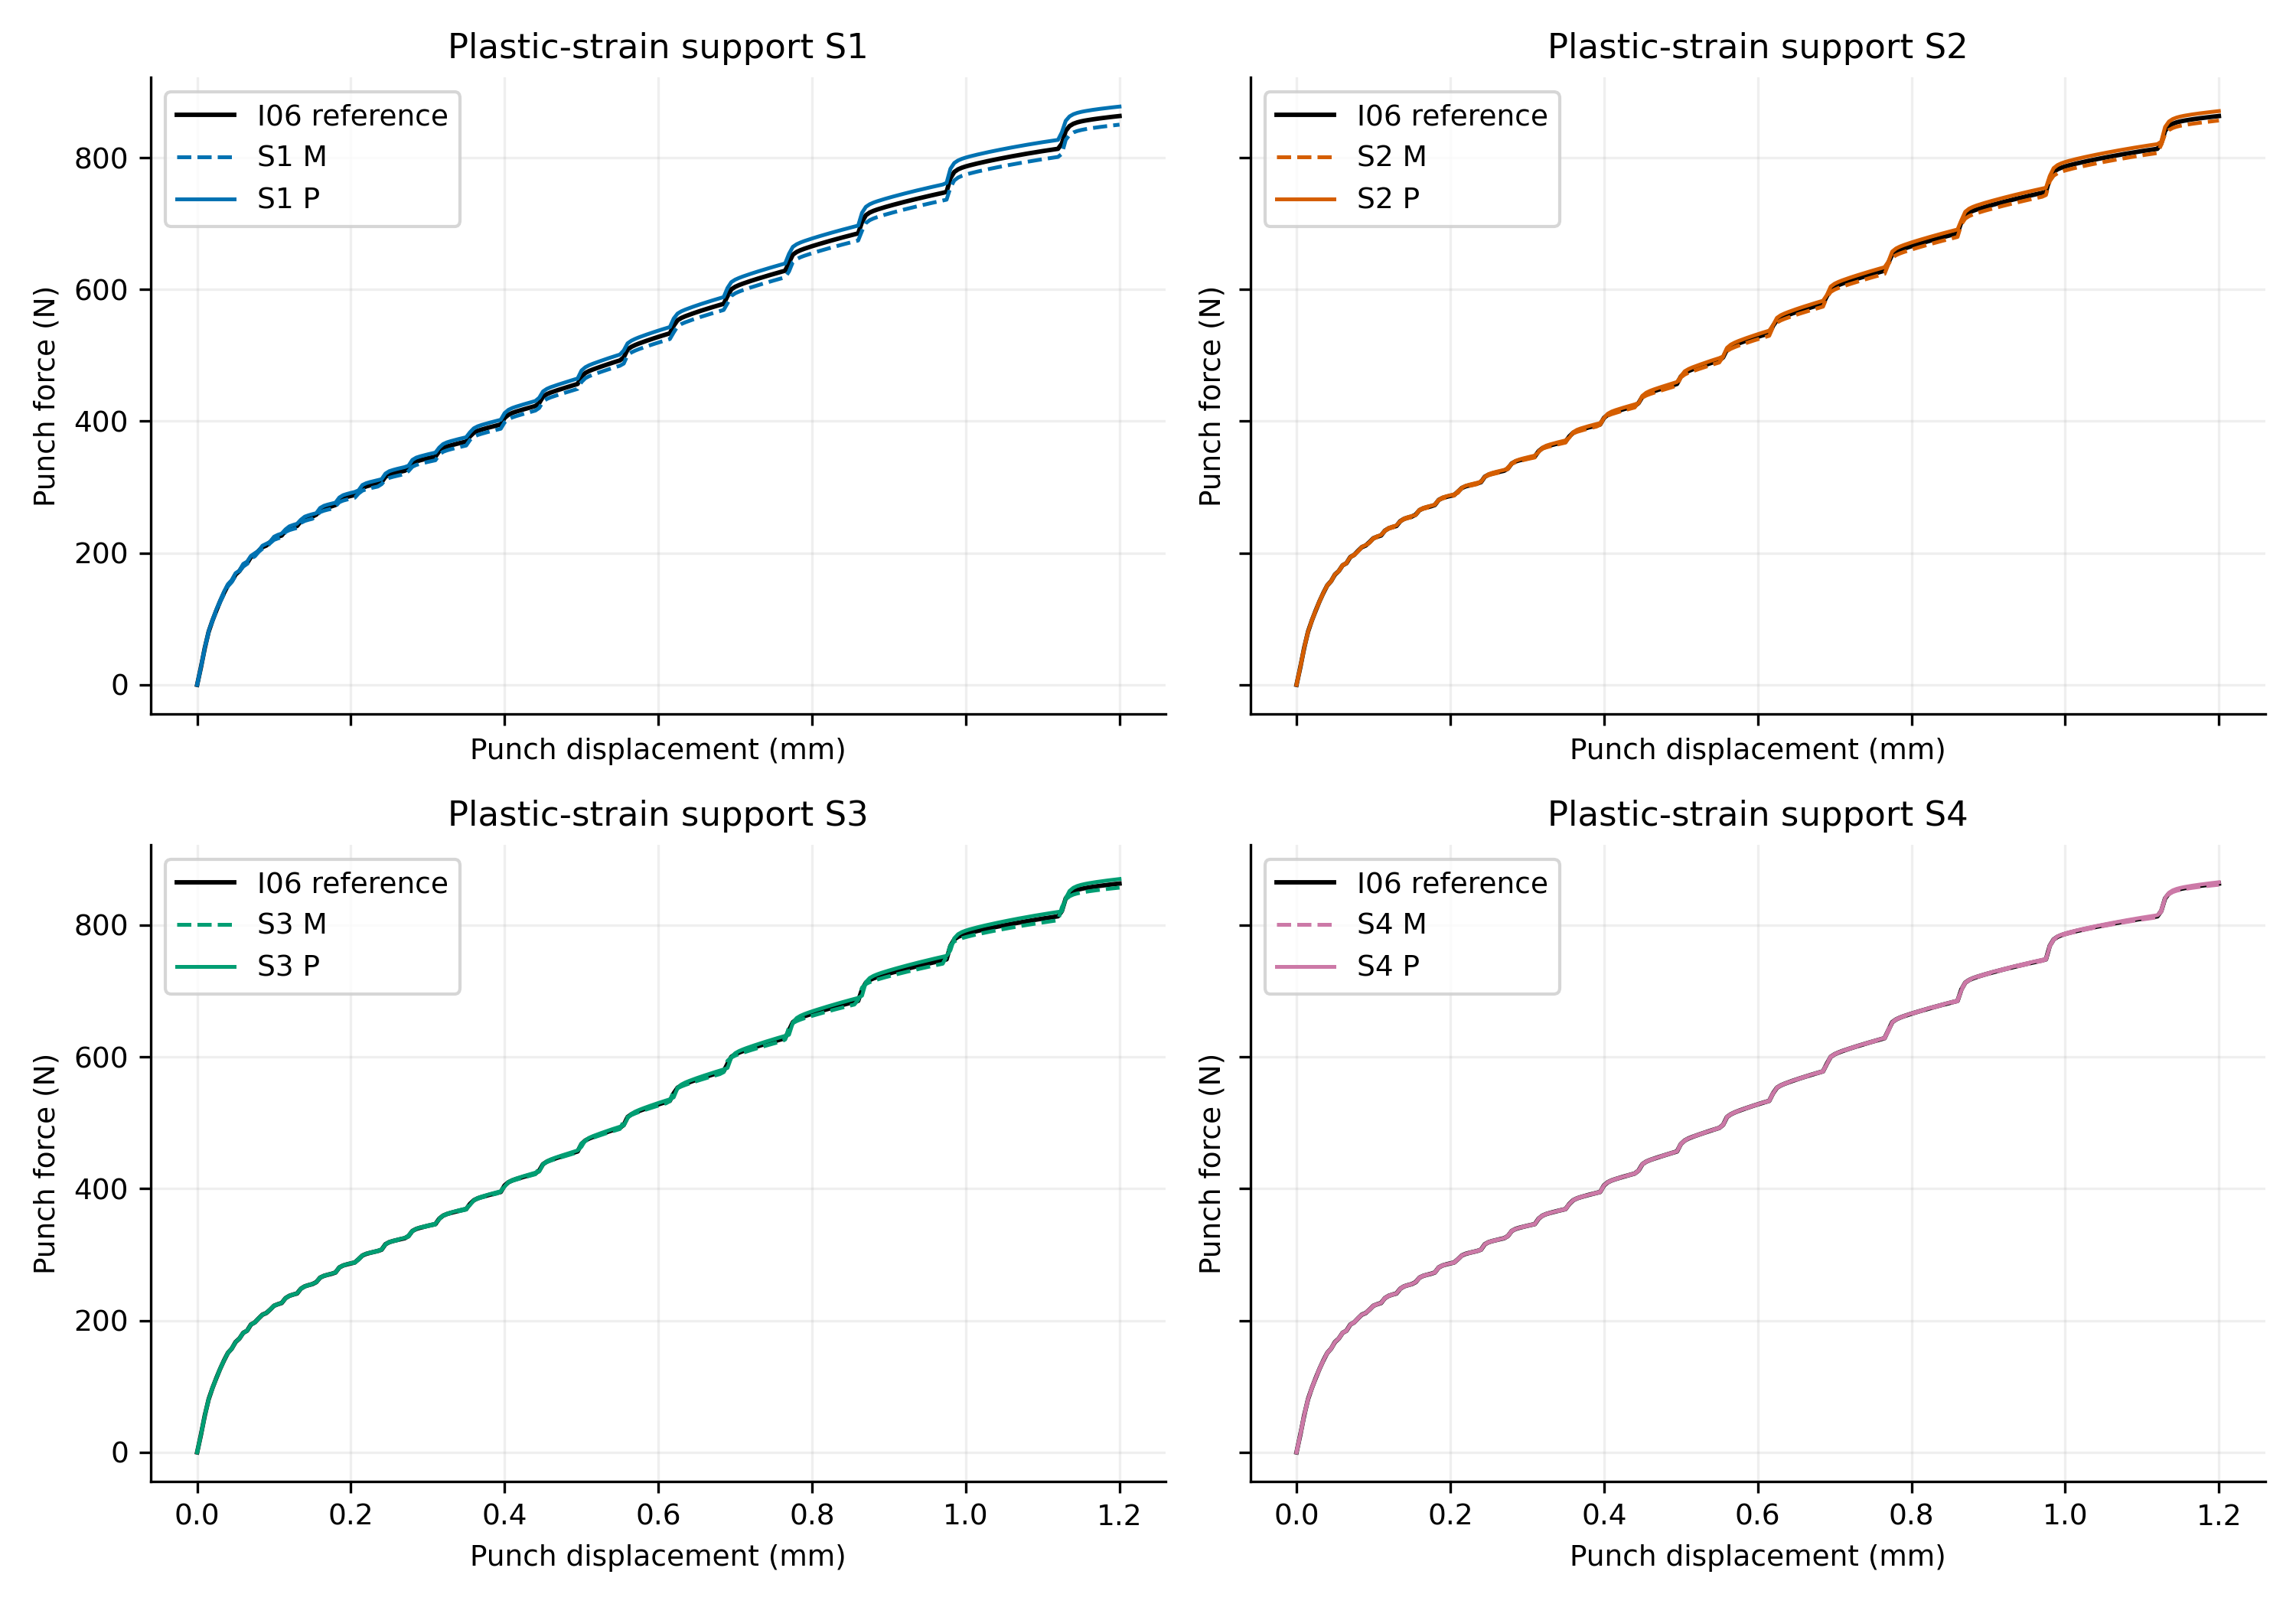 Plastic-strain support S1
I06 reference
S1 M
S1 P
800
600
400
200
0
Punch force (N)
Punch displacement (mm)
Plastic-strain support S2
I06 reference
S2 M
S2 P
Punch force (N)
Punch displacement (mm)
Plastic-strain support S3
I06 reference
S3 M
S3 P
800
600
400
200
0
Punch force (N)
0.0 0.2 0.4 0.6 0.8 1.0 1.2
Punch displacement (mm)
Plastic-strain support S4
I06 reference
S4 M
S4 P
Punch force (N)
0.0 0.2 0.4 0.6 0.8 1.0 1.2
Punch displacement (mm)